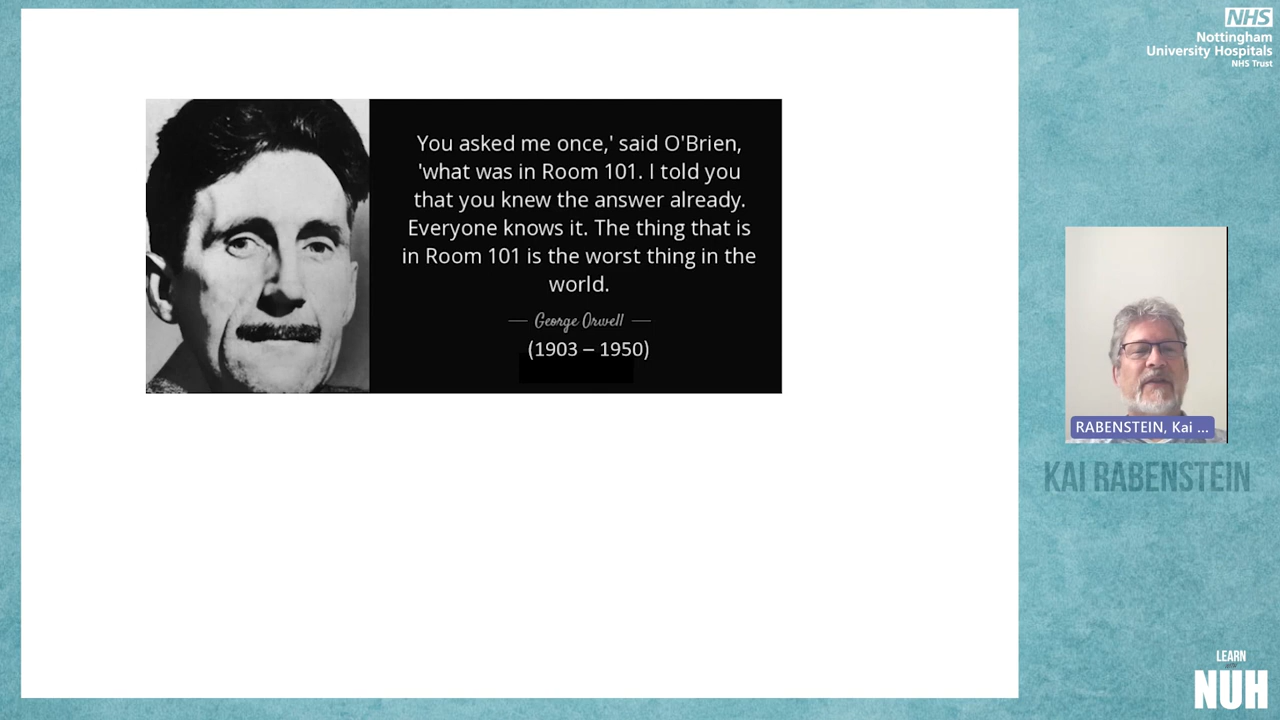 You asked me once,' said O'Brien,
'what was in Room 101. I told you
that you knew the answer already.
Everyone knows it. The thing that is
in Room 101 is the worst thing in the
world.
George Orwell
(1903 – 1950)
NHS
Nottingham
University Hospitals
NHS Trust
RABENSTEIN, Kai ...
KAI RABENSTEIN
LEARN
NUH